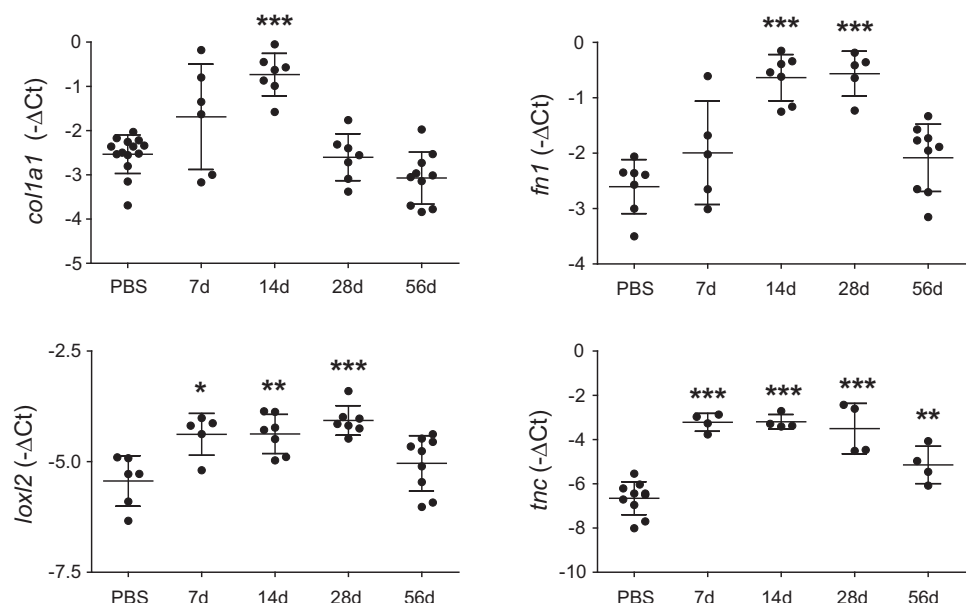 ***
0
-1
-2
-3
-4
-5
col1a1 (-ΔCt)
PBS 7d 14d 28d 56d
*** ***
0
-1
-2
-3
-4
fn1 (-ΔCt)
PBS 7d 14d 28d 56d
* ** ***
-2.5
-5.0
-7.5
loxl2 (-ΔCt)
PBS 7d 14d 28d 56d
*** *** *** **
0
-2
-4
-6
-8
-10
tnc (-ΔCt)
PBS 7d 14d 28d 56d